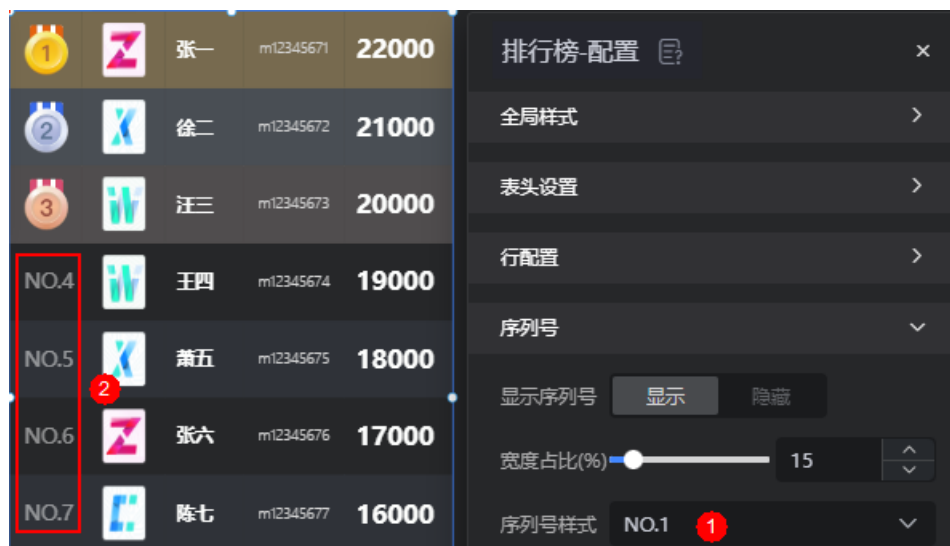 1 张一 m12345671 22000
2 徐二 m12345672 21000
3 汪三 m12345673 20000
NO.4 王四 m12345674 19000
NO.5 萧五 m12345675 18000
2
NO.6 张六 m12345676 17000
NO.7 陈七 m12345677 16000
排行榜-配置
全局样式
表头设置
行配置
序列号
显示序列号 显示 隐藏
宽度占比(%) 15
序列号样式 NO.1 1